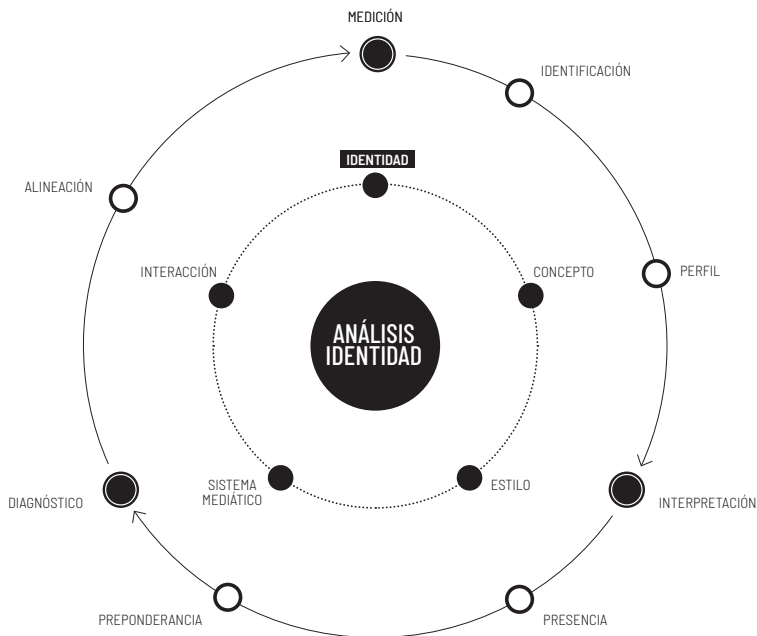 MEDICIÓN
IDENTIFICACIÓN
IDENTIDAD
ALINEACIÓN
INTERACCIÓN
CONCEPTO
PERFIL
ANÁLISIS
IDENTIDAD
SISTEMA
MEDIÁTICO
ESTILO
DIAGNÓSTICO
INTERPRETACIÓN
PREPONDERANCIA
PRESENCIA